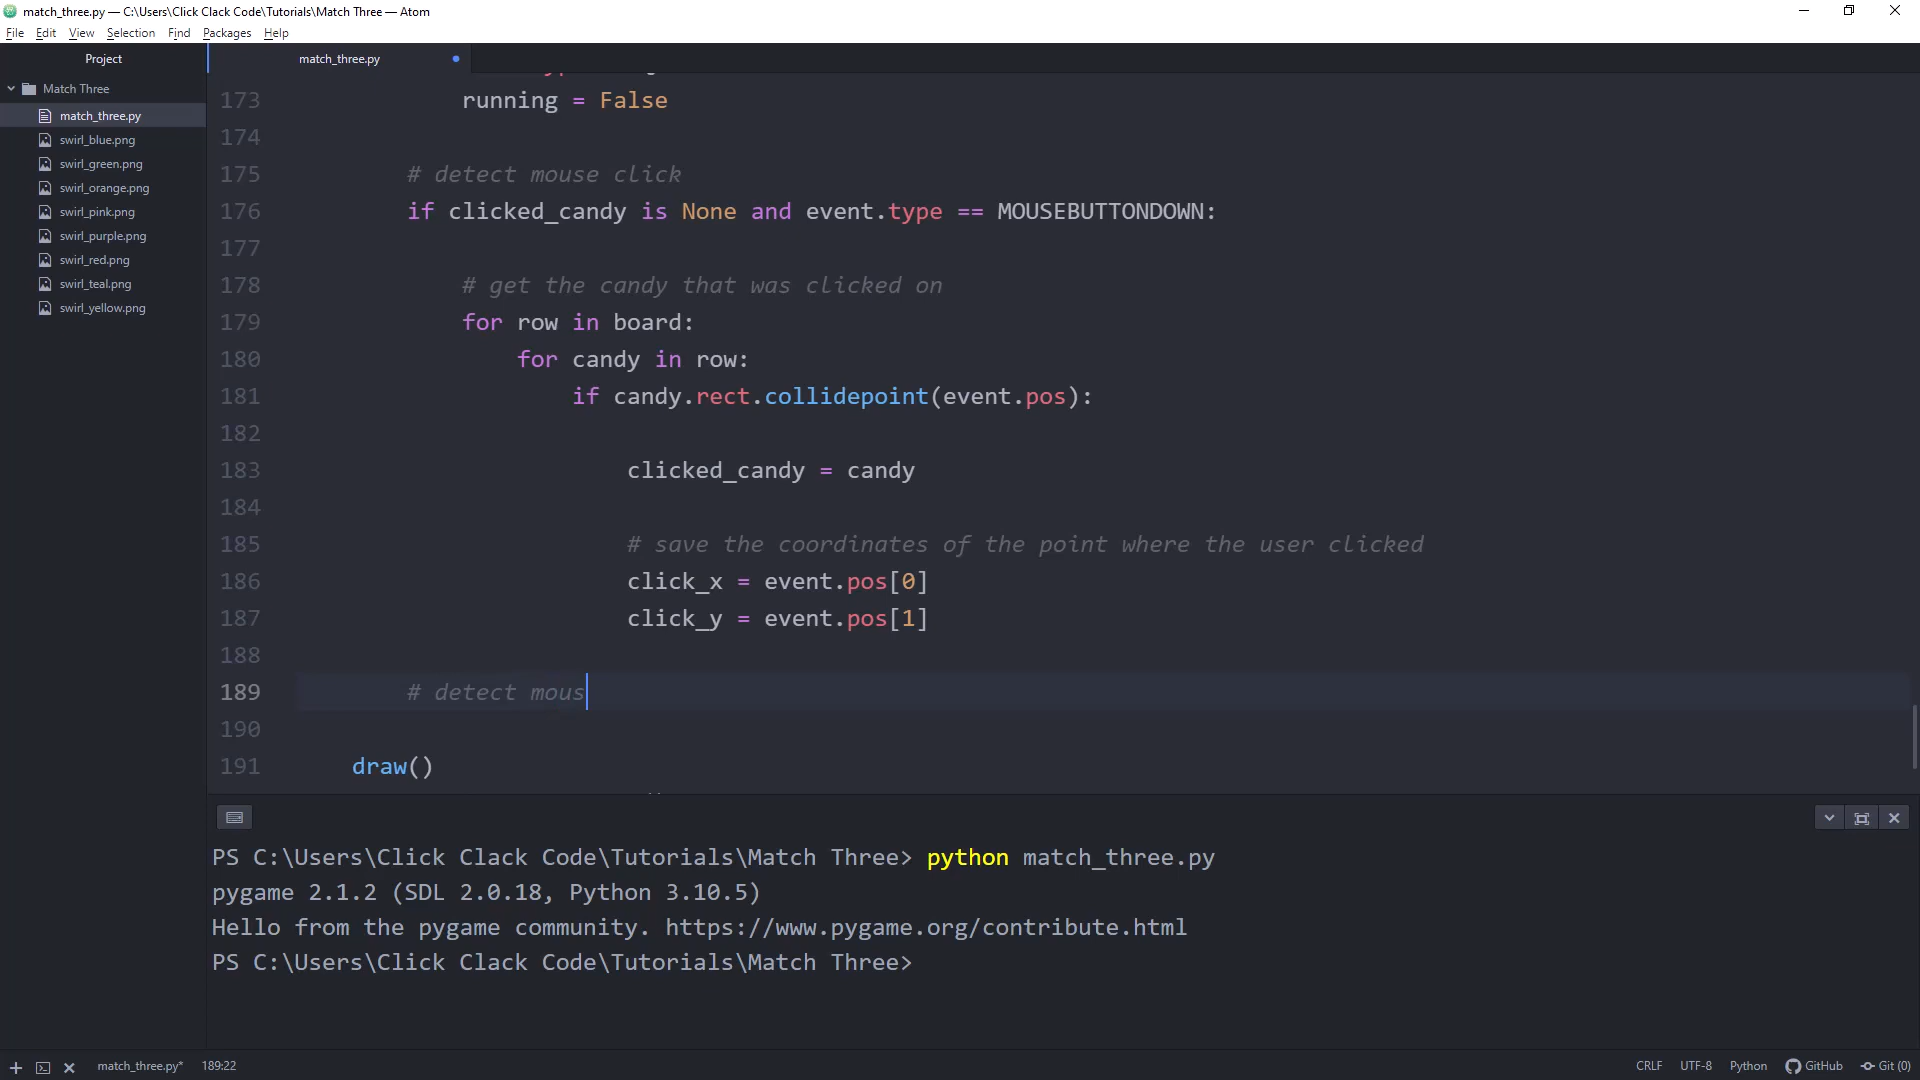 match_three.py — C:\Users\Click Clack Code\Tutorials\Match Three — Atom
File Edit View Selection Find Packages Help
Project
match_three.py
Match Three
match_three.py
swirl_blue.png
swirl_green.png
swirl_orange.png
swirl_pink.png
swirl_purple.png
swirl_red.png
swirl_teal.png
swirl_yellow.png
173 running = False
174
175 # detect mouse click
176 if clicked_candy is None and event.type == MOUSEBUTTONDOWN:
177
178 # get the candy that was clicked on
179 for row in board:
180 for candy in row:
181 if candy.rect.collidepoint(event.pos):
182
183 clicked_candy = candy
184
185 # save the coordinates of the point where the user clicked
186 click_x = event.pos[0]
187 click_y = event.pos[1]
188
189 # detect mous
190
191 draw()
PS C:\Users\Click Clack Code\Tutorials\Match Three> python match_three.py
pygame 2.1.2 (SDL 2.0.18, Python 3.10.5)
Hello from the pygame community. https://www.pygame.org/contribute.html
PS C:\Users\Click Clack Code\Tutorials\Match Three>
match_three.py* 189:22 CRLF UTF-8 Python GitHub Git (0)